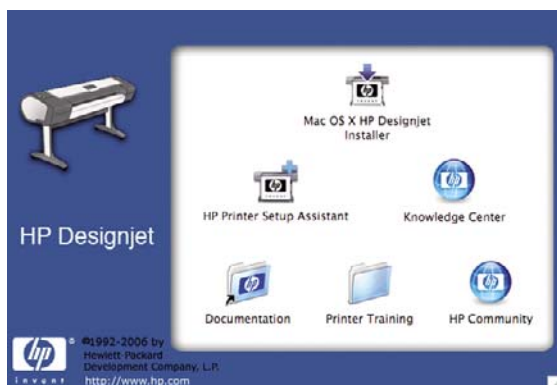 Mac OS X HP Designjet
Installer
HP Printer Setup Assistant
Knowledge Center
HP Designjet
Documentation
Printer Training
HP Community
hp
®
invent
©1992-2006 by
Hewlett-Packard
Development Company, L.P.
http://www.hp.com